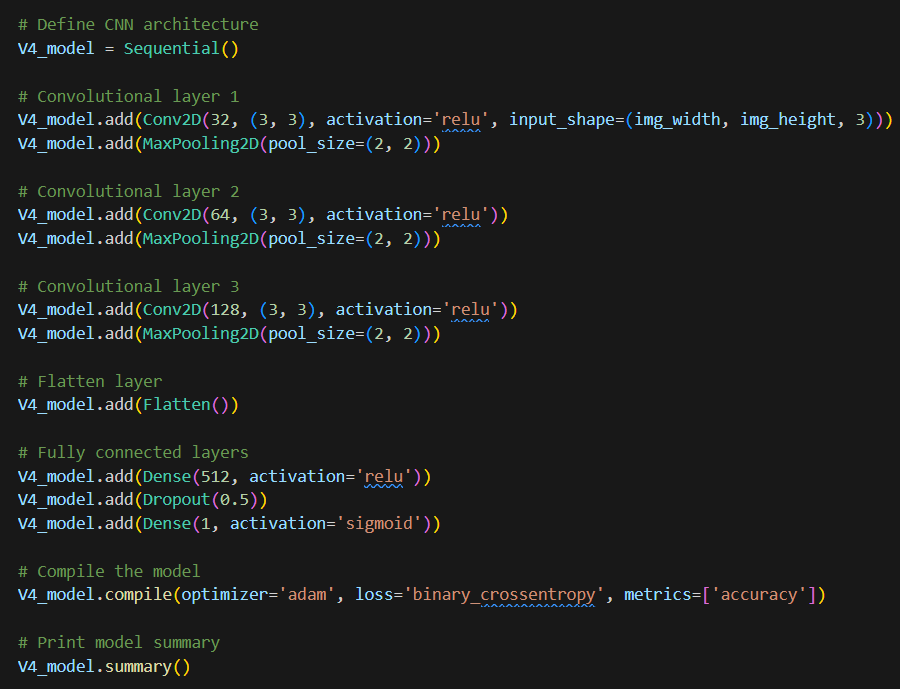 # Define CNN architecture
V4_model = Sequential()
# Convolutional layer 1
V4_model.add(Conv2D(32, (3, 3), activation='relu', input_shape=(img_width, img_height, 3)))
V4_model.add(MaxPooling2D(pool_size=(2, 2)))
# Convolutional layer 2
V4_model.add(Conv2D(64, (3, 3), activation='relu'))
V4_model.add(MaxPooling2D(pool_size=(2, 2)))
# Convolutional layer 3
V4_model.add(Conv2D(128, (3, 3), activation='relu'))
V4_model.add(MaxPooling2D(pool_size=(2, 2)))
# Flatten layer
V4_model.add(Flatten())
# Fully connected layers
V4_model.add(Dense(512, activation='relu'))
V4_model.add(Dropout(0.5))
V4_model.add(Dense(1, activation='sigmoid'))
# Compile the model
V4_model.compile(optimizer='adam', loss='binary_crossentropy', metrics=['accuracy'])
# Print model summary
V4_model.summary()